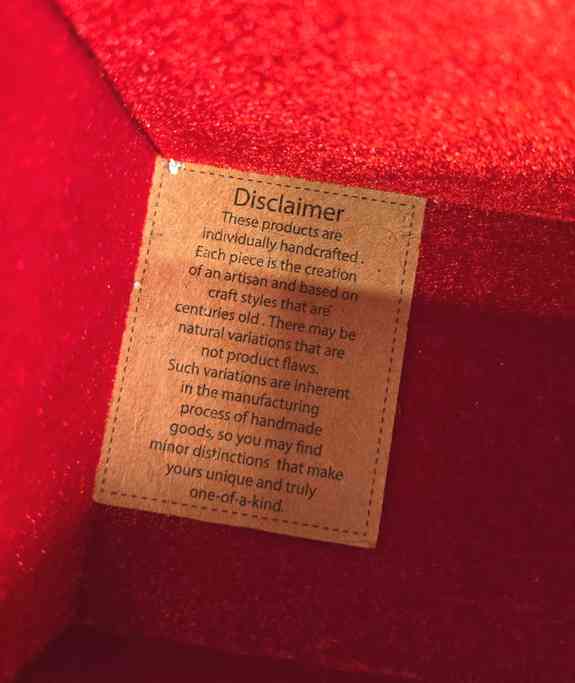 Disclaimer
These products are
individually handcrafted .
Each piece is the creation
of an artisan and based on
craft styles that are
centuries old . There may be
natural variations that are
not product flaws.
Such variations are inherent
in the manufacturing
process of handmade
goods, so you may find
minor distinctions that make
yours unique and truly
one-of-a-kind.